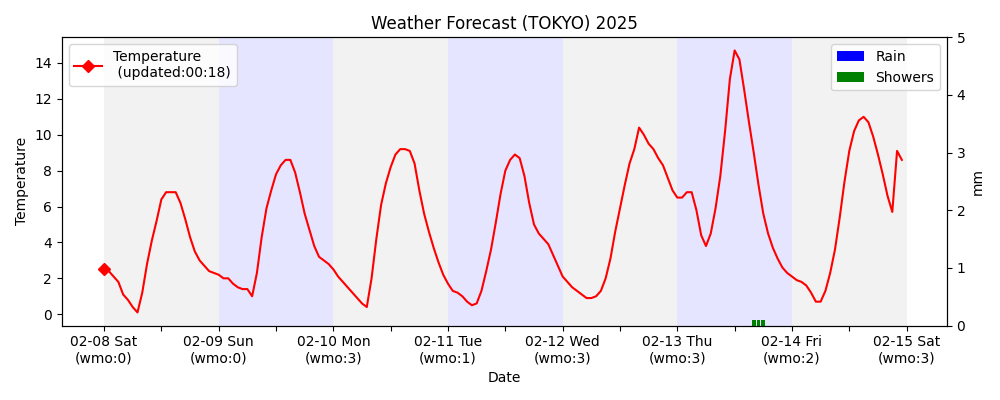 Weather Forecast (TOKYO) 2025
Temperature
(updated:00:18)
Rain
Showers
Temperature
14
12
10
8
6
4
2
0
5
4
3
2
1
0
mm
02-08 Sat
(wmo:0)
02-09 Sun
(wmo:0)
02-10 Mon
(wmo:3)
02-11 Tue
(wmo:1)
02-12 Wed
(wmo:3)
02-13 Thu
(wmo:3)
02-14 Fri
(wmo:2)
02-15 Sat
(wmo:3)
Date